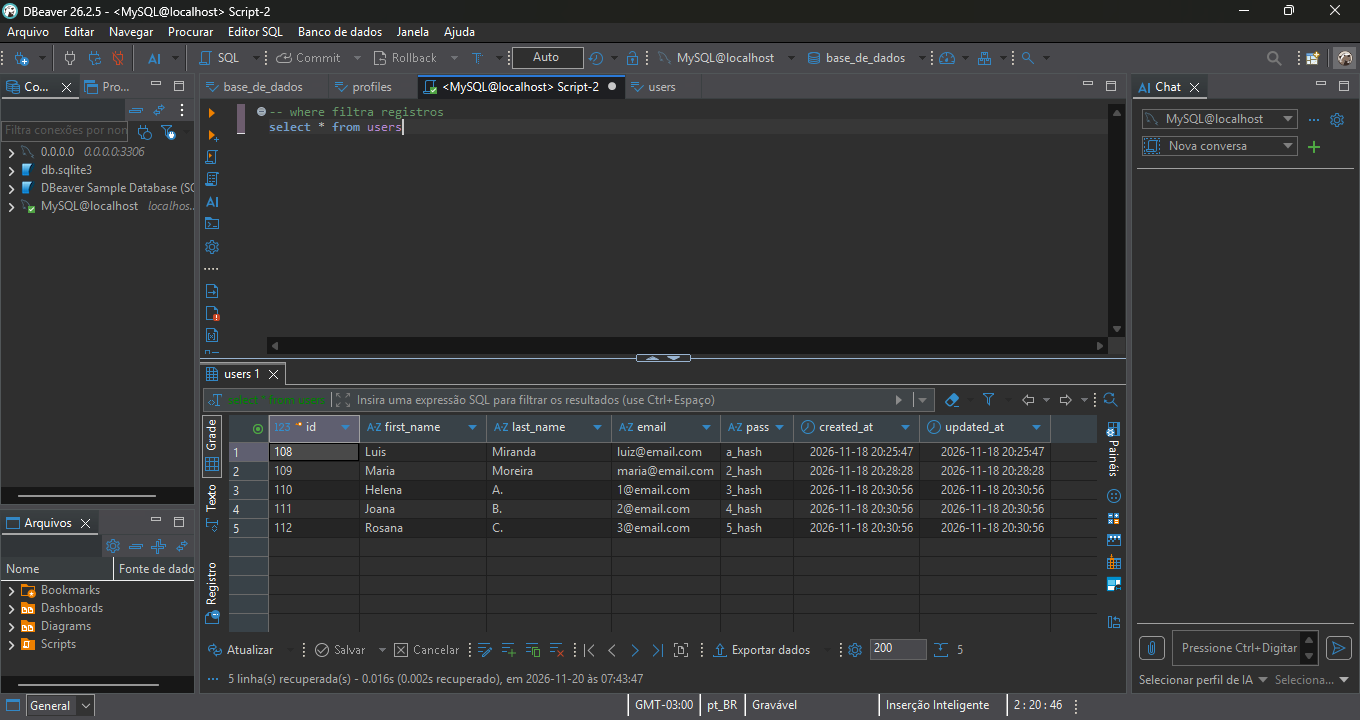 DBeaver 26.2.5 - <MySQL@localhost> Script-2
Arquivo Editar Navegar Procurar Editor SQL Banco de dados Janela Ajuda
AI SQL Commit Rollback T Auto MySQL@localhost base_de_dados
Co... Pro...
base_de_dados profiles <MySQL@localhost> Script-2 users
AI Chat
Filtra conexões por non
0.0.0.0 0.0.0.0:3306
db.sqlite3
DBeaver Sample Database (SQ
MySQL@localhost localhos...
-- where filtra registros
select * from users
AI
MySQL@localhost
Nova conversa
users 1
select * from users Insira uma expressão SQL para filtrar os resultados (use Ctrl+Espaço)
Grade
Texto
Registro
123 id A-Z first_name A-Z last_name A-Z email A-Z pass created_at updated_at
1 108 Luis Miranda luiz@email.com a_hash 2026-11-18 20:25:47 2026-11-18 20:25:47
2 109 Maria Moreira maria@email.com 2_hash 2026-11-18 20:28:28 2026-11-18 20:28:28
3 110 Helena A. 1@email.com 3_hash 2026-11-18 20:30:56 2026-11-18 20:30:56
4 111 Joana B. 2@email.com 4_hash 2026-11-18 20:30:56 2026-11-18 20:30:56
5 112 Rosana C. 3@email.com 5_hash 2026-11-18 20:30:56 2026-11-18 20:30:56
Painéis
Arquivos
Nome Fonte de dado
Bookmarks
Dashboards
Diagrams
Scripts
Atualizar Salvar Cancelar Exportar dados 200 5
5 linha(s) recuperada(s) - 0.016s (0.002s recuperado), em 2026-11-20 às 07:43:47
Pressione Ctrl+Digitar
Selecionar perfil de IA Seleciona...
General
GMT-03:00 pt_BR Gravável Inserção Inteligente 2 : 20 : 46